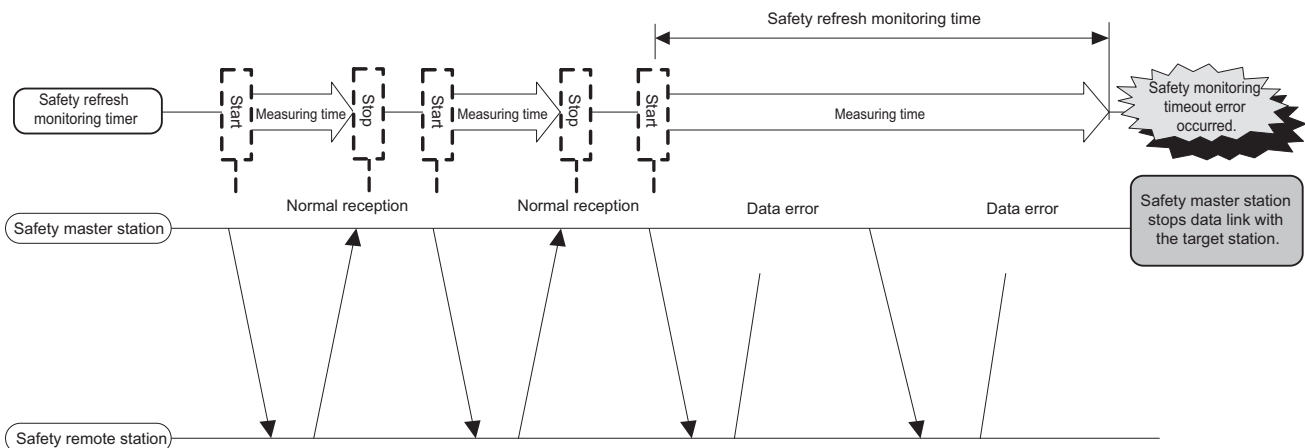 Safety refresh monitoring time
Safety refresh
monitoring timer
Start
Measuring time
Stop
Start
Measuring time
Stop
Start
Measuring time
Safety monitoring
timeout error
occurred.
Normal reception
Normal reception
Data error
Data error
Safety master station
Safety master station
stops data link with
the target station.
Safety remote station